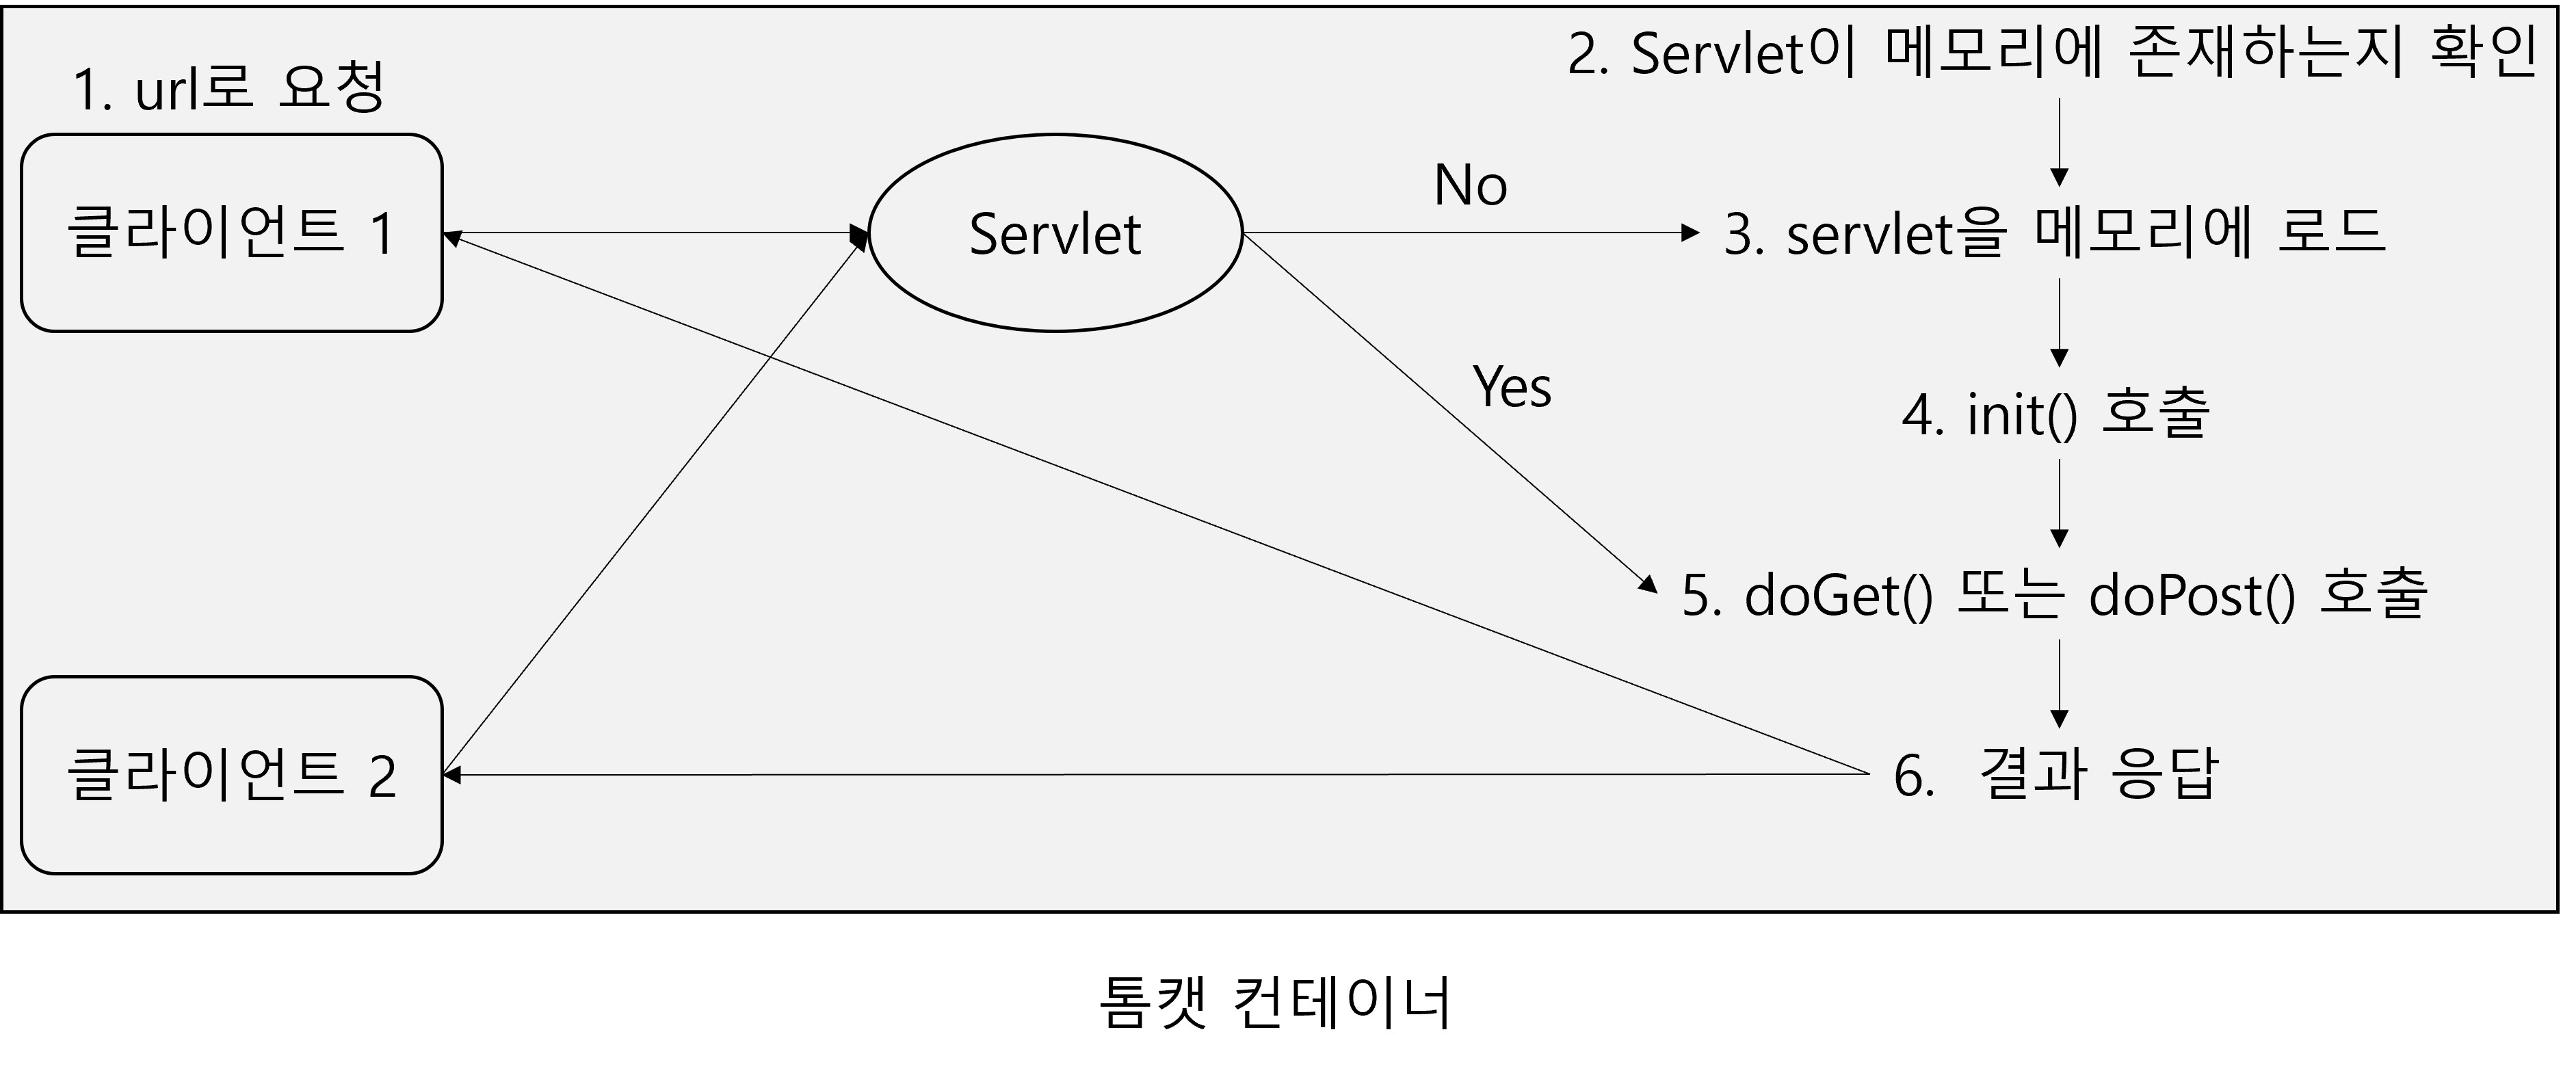 1. url로 요청
2. Servlet이 메모리에 존재하는지 확인
클라이언트 1
Servlet
No
3. servlet을 메모리에 로드
Yes
4. init() 호출
5. doGet() 또는 doPost() 호출
클라이언트 2
6. 결과 응답
톰캣 컨테이너